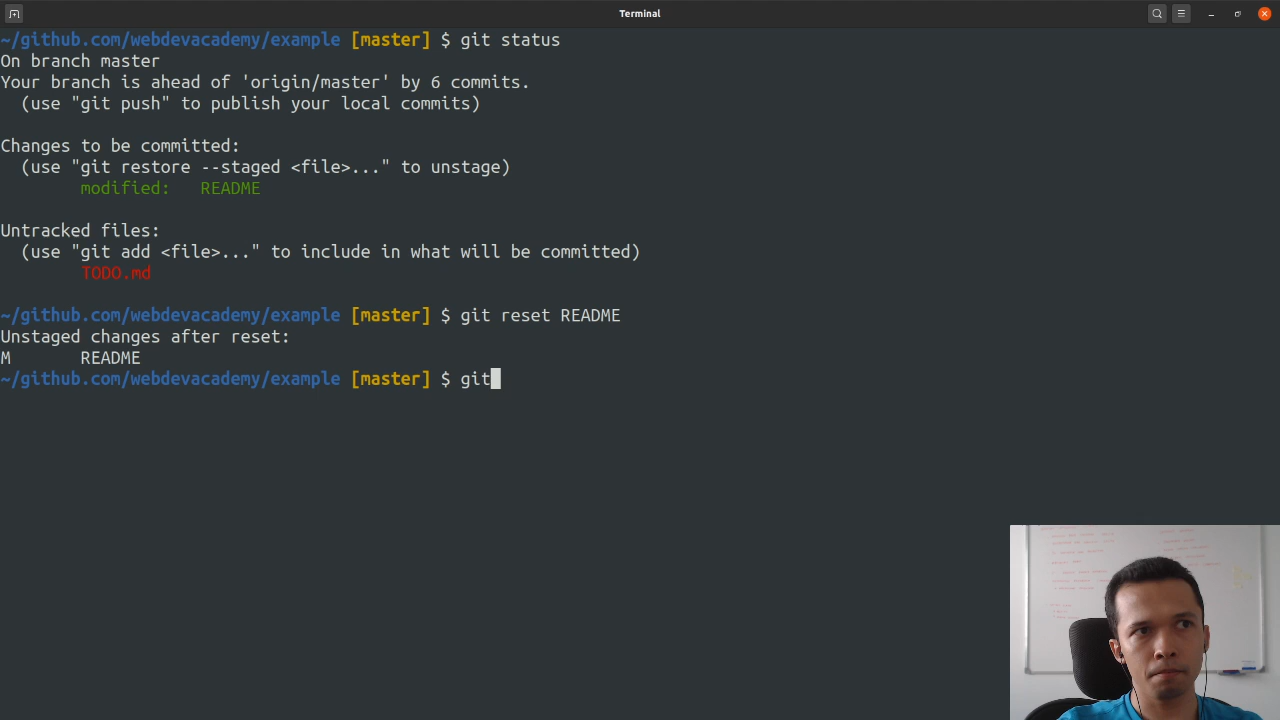 Terminal
~/github.com/webdevacademy/example [master] $ git status
On branch master
Your branch is ahead of 'origin/master' by 6 commits.
(use "git push" to publish your local commits)
Changes to be committed:
(use "git restore --staged <file>..." to unstage)
modified: README
Untracked files:
(use "git add <file>..." to include in what will be committed)
TODO.md
~/github.com/webdevacademy/example [master] $ git reset README
Unstaged changes after reset:
M README
~/github.com/webdevacademy/example [master] $ git